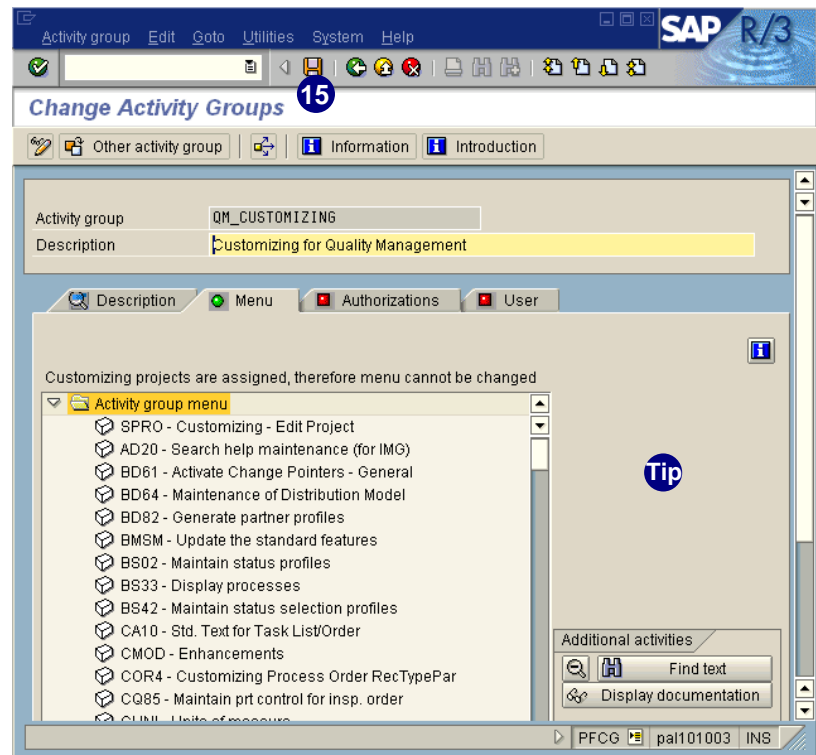 Activity group Edit Goto Utilities System Help
SAP R/3
15
Change Activity Groups
Other activity group Information Introduction
Activity group QM_CUSTOMIZING
Description Customizing for Quality Management
Description Menu Authorizations User
Customizing projects are assigned, therefore menu cannot be changed
Activity group menu
SPRO - Customizing - Edit Project
AD20 - Search help maintenance (for IMG)
BD61 - Activate Change Pointers - General
BD64 - Maintenance of Distribution Model
Tip
BD82 - Generate partner profiles
BMSM - Update the standard features
BS02 - Maintain status profiles
BS33 - Display processes
BS42 - Maintain status selection profiles
CA10 - Std. Text for Task List/Order
CMOD - Enhancements
COR4 - Customizing Process Order RecTypePar
CQ85 - Maintain prt control for insp. order
Additional activities
Find text
Display documentation
PFCG pal101003 INS